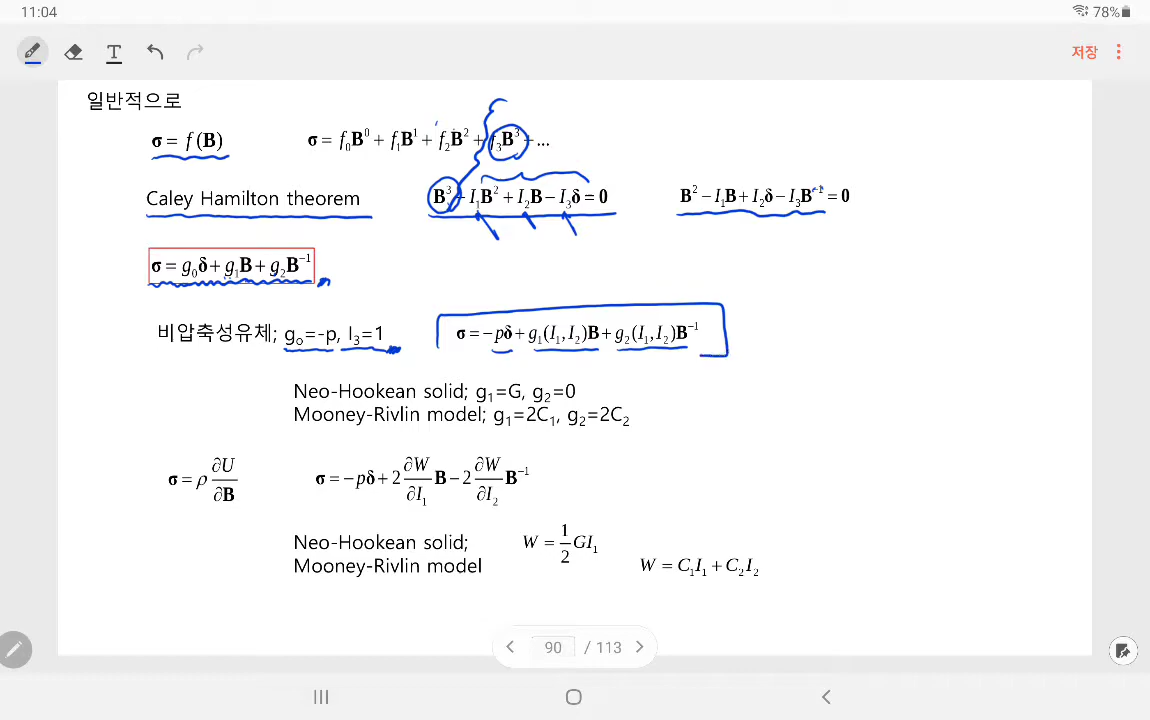 11:04 78%
T 저장
일반적으로
σ = f (B) σ = f₀B⁰ + f₁B¹ + f₂B² + f₃B³ + ...
Caley Hamilton theorem B³ − I₁B² + I₂B − I₃δ = 0 B² − I₁B + I₂δ − I₃B⁻¹ = 0
σ = g₀δ + g₁B + g₂B⁻¹
비압축성유체; gₒ=-p, I₃=1 σ = −pδ + g₁(I₁, I₂)B + g₂(I₁, I₂)B⁻¹
Neo-Hookean solid; g₁=G, g₂=0
Mooney-Rivlin model; g₁=2C₁, g₂=2C₂
σ = ρ ∂U/∂B σ = −pδ + 2 ∂W/∂I₁ B − 2 ∂W/∂I₂ B⁻¹
Neo-Hookean solid; W = 1/2 GI₁
Mooney-Rivlin model W = C₁I₁ + C₂I₂
90 / 113